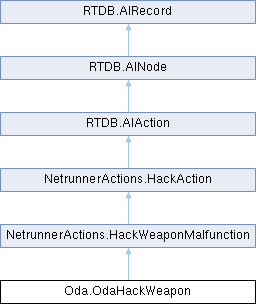 RTDB.AIRecord
RTDB.AINode
RTDB.AIAction
NetrunnerActions.HackAction
NetrunnerActions.HackWeaponMalfunction
Oda.OdaHackWeapon